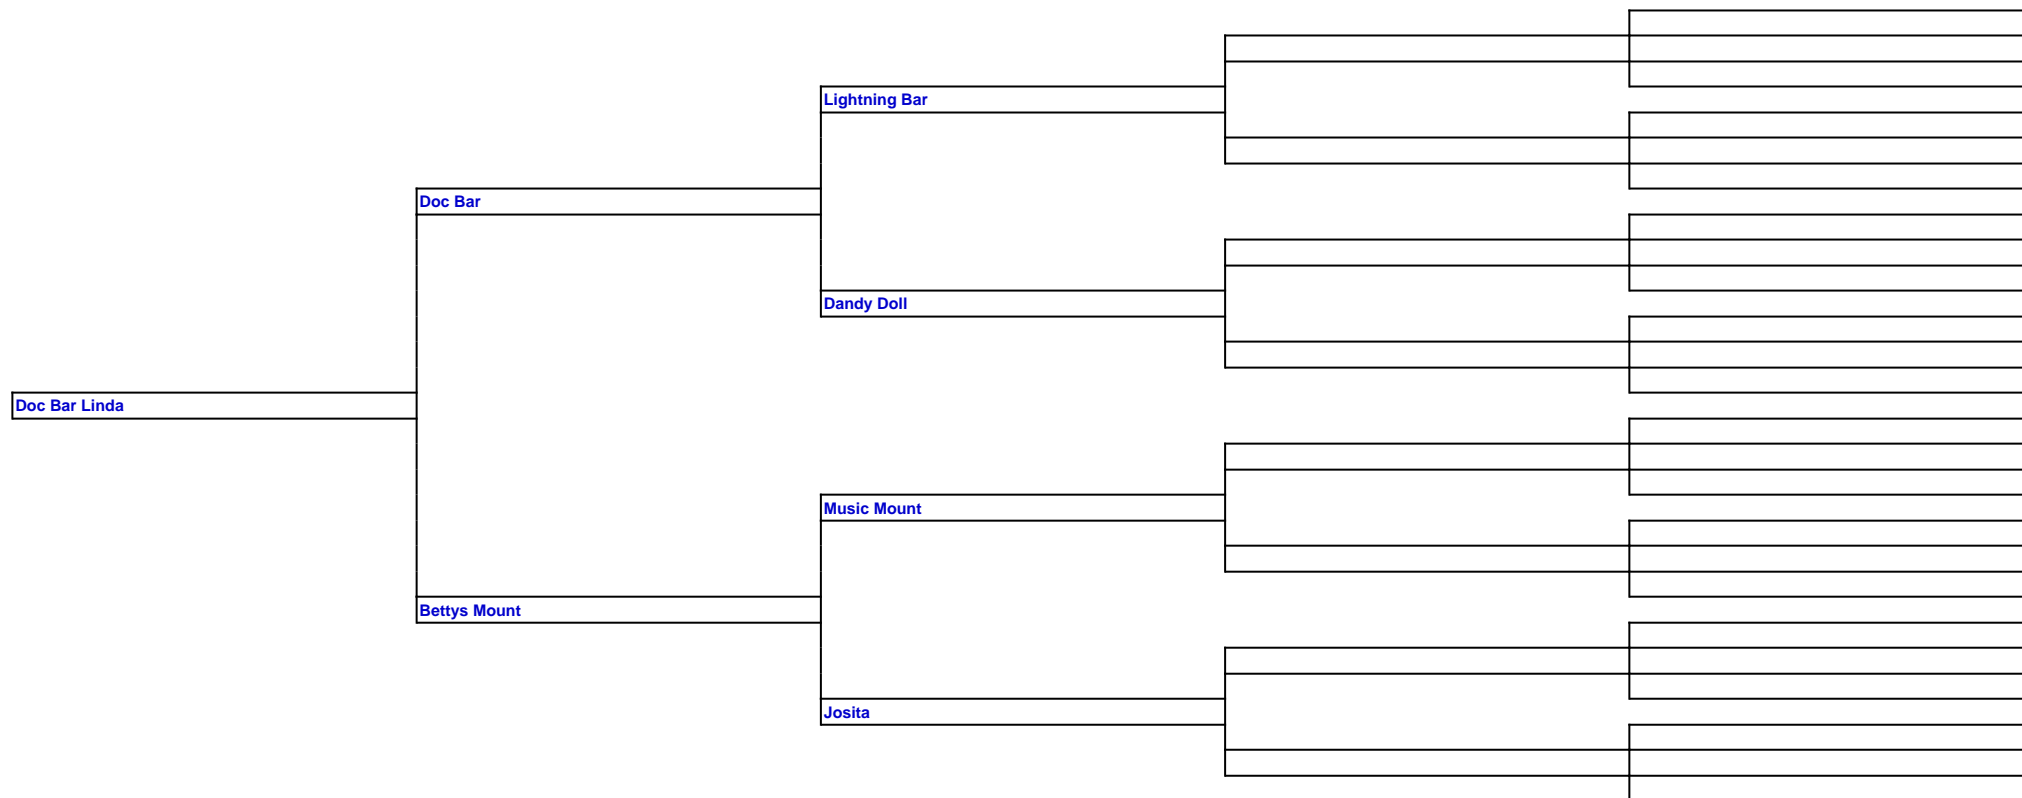 Lightning Bar
Doc Bar
Dandy Doll
Doc Bar Linda
Music Mount
Bettys Mount
Josita